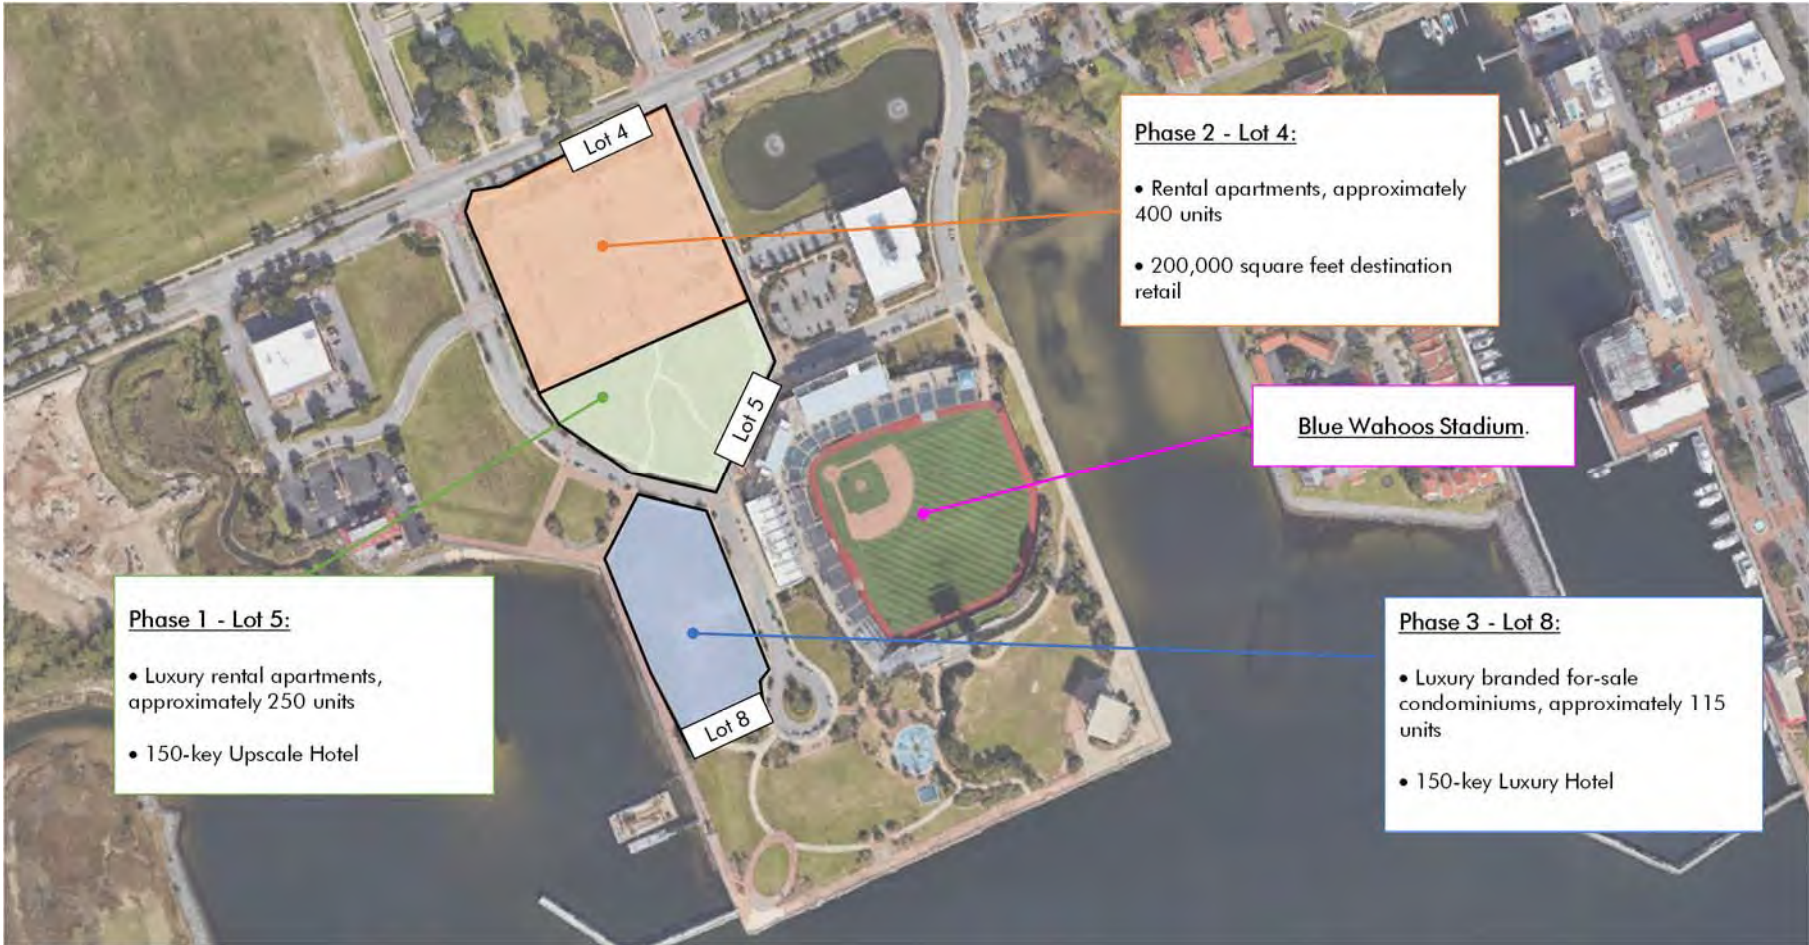 Lot 4
Phase 2 - Lot 4:
• Rental apartments, approximately
400 units
• 200,000 square feet destination
retail
Lot 5
Blue Wahoos Stadium.
Phase 1 - Lot 5:
• Luxury rental apartments,
approximately 250 units
• 150-key Upscale Hotel
Phase 3 - Lot 8:
• Luxury branded for-sale
condominiums, approximately 115
units
• 150-key Luxury Hotel
Lot 8